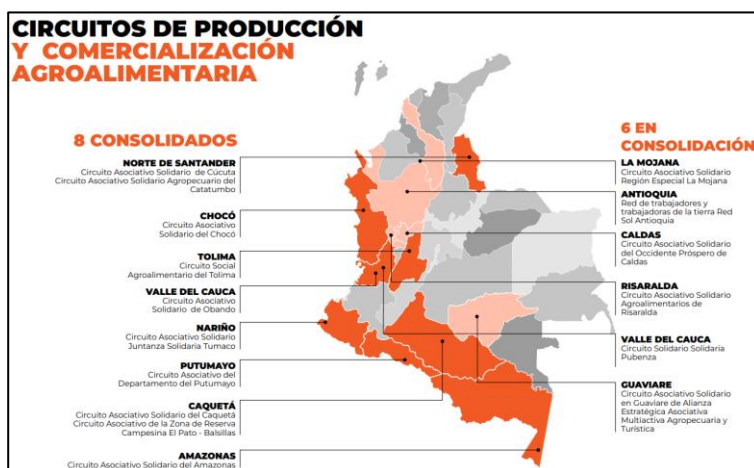 CIRCUITOS DE PRODUCCIÓN
Y COMERCIALIZACIÓN
AGROALIMENTARIA
8 CONSOLIDADOS
NORTE DE SANTANDER
Circuito Asociativo Solidario de Cúcuta
Circuito Asociativo Solidario Agropecuario del
Catatumbo
CHOCÓ
Circuito Asociativo
Solidario del Chocó
TOLIMA
Circuito Social
Agroalimentario del Tolima
VALLE DEL CAUCA
Circuito Asociativo
Solidario de Obando
NARIÑO
Circuito Asociativo Solidario
Juntanza Solidaria Tumaco
PUTUMAYO
Circuito Asociativo del
Departamento del Putumayo
CAQUETÁ
Circuito Asociativo Solidario del Caquetá
Circuito Asociativo de la Zona de Reserva
Campesina El Pato - Balsillas
AMAZONAS
Circuito Asociativo Solidario del Amazonas
6 EN
CONSOLIDACIÓN
LA MOJANA
Circuito Asociativo Solidario
Región Especial La Mojana
ANTIOQUIA
Red de trabajadores y
trabajadoras de la tierra Red
Sol Antioquia
CALDAS
Circuito Asociativo Solidario
del Occidente Próspero de
Caldas
RISARALDA
Circuito Asociativo Solidario
Agroalimentarios de
Risaralda
VALLE DEL CAUCA
Circuito Solidario Solidaria
Pubenza
GUAVIARE
Circuito Asociativo Solidario
en Guaviare de Alianza
Estratégica Asociativa
Multiactiva Agropecuaria y
Turística